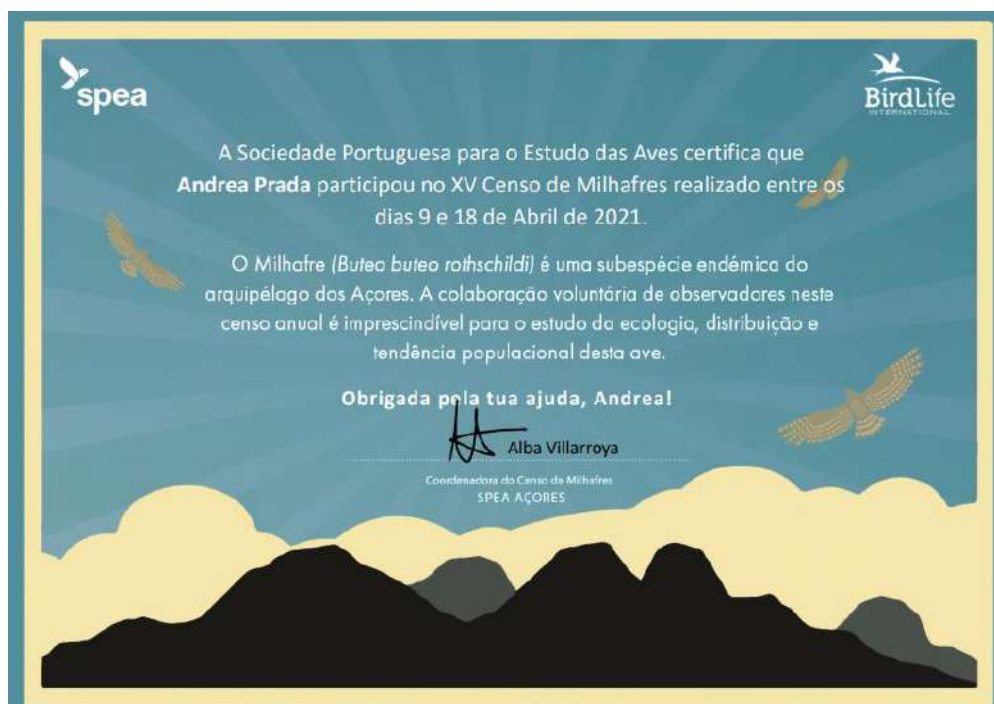 spea
BirdLife
INTERNATIONAL
A Sociedade Portuguesa para o Estudo das Aves certifica que
Andrea Prada participou no XV Censo de Milhafres realizado entre os
dias 9 e 18 de Abril de 2021.
O Milhafre (Buteo buteo rothschildi) é uma subespécie endémica do
arquipélago dos Açores. A colaboração voluntária de observadores neste
censo anual é imprescindível para o estudo da ecologia, distribuição e
tendência populacional desta ave.
Obrigada pela tua ajuda, Andrea!
Alba Villarroya
Coordenadora do Censo de Milhafres
SPEA AÇORES